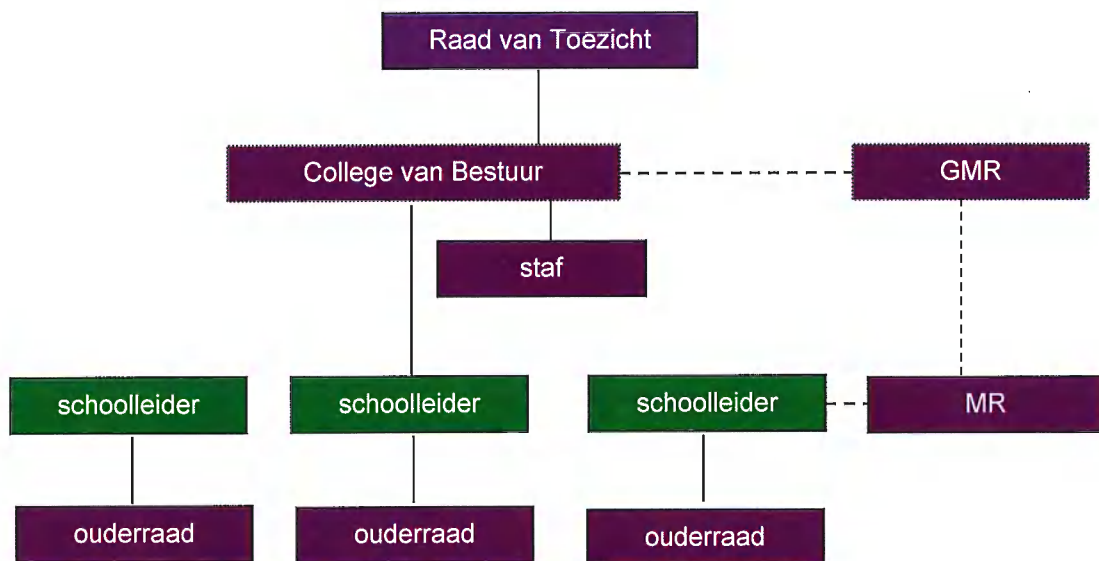 Raad van Toezicht
College van Bestuur
GMR
staf
schoolleider
schoolleider
schoolleider
MR
ouderraad
ouderraad
ouderraad